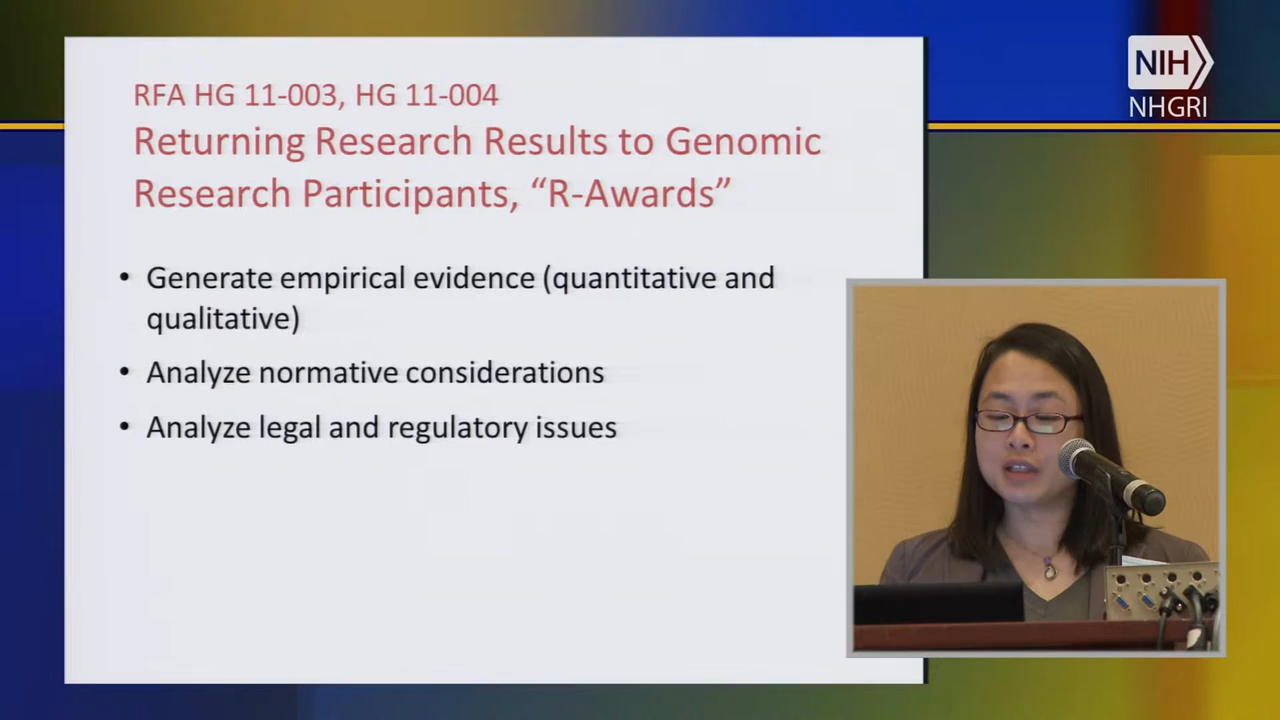 NIH
NHGRI
RFA HG 11-003, HG 11-004
Returning Research Results to Genomic
Research Participants, “R-Awards”
• Generate empirical evidence (quantitative and
qualitative)
• Analyze normative considerations
• Analyze legal and regulatory issues